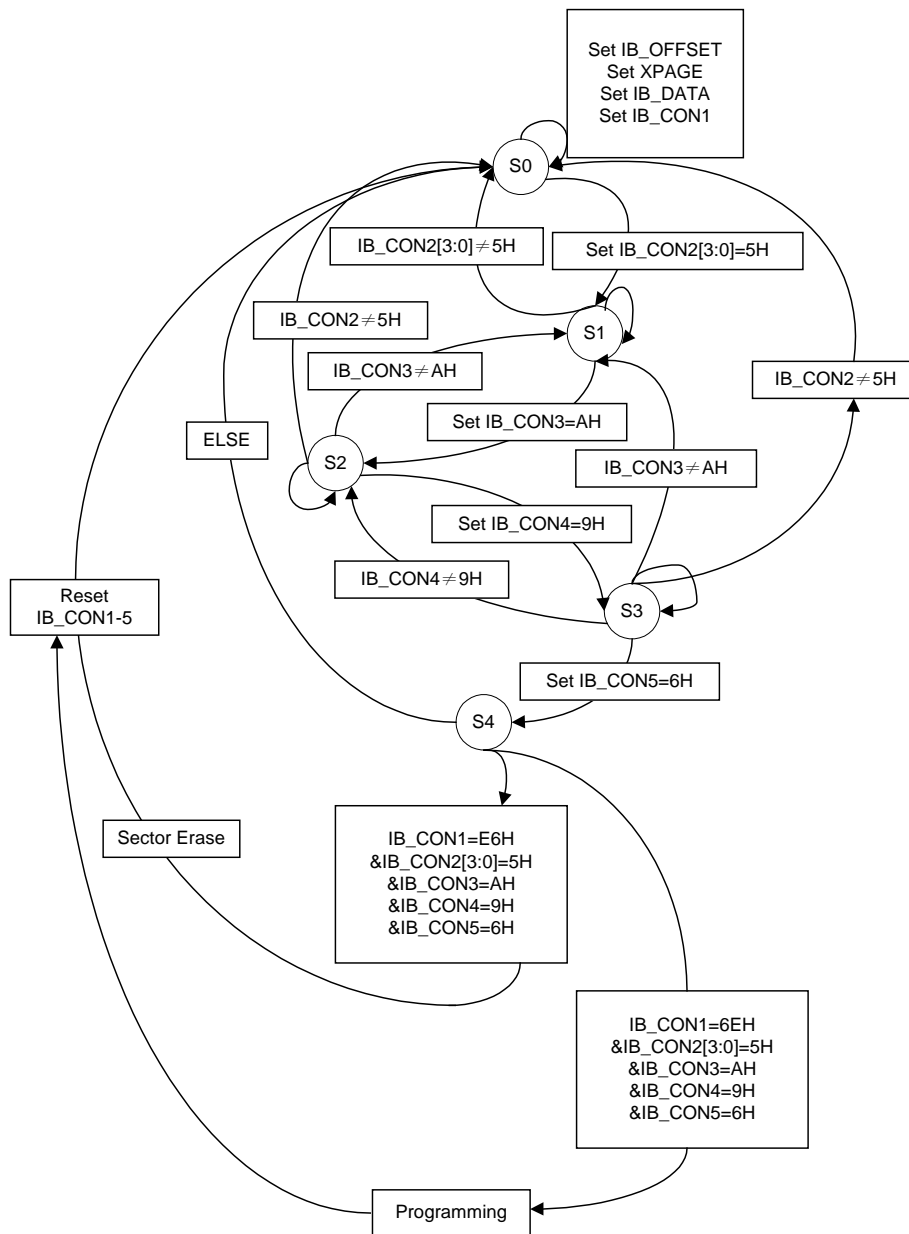 Set IB_OFFSET
Set XPAGE
Set IB_DATA
Set IB_CON1
S0
IB_CON2[3:0]≠5H
Set IB_CON2[3:0]=5H
IB_CON2≠5H
S1
IB_CON3≠AH
IB_CON2≠5H
Set IB_CON3=AH
ELSE
S2
IB_CON3≠AH
Set IB_CON4=9H
IB_CON4≠9H
Reset
IB_CON1-5
S3
Set IB_CON5=6H
S4
Sector Erase
IB_CON1=E6H
&IB_CON2[3:0]=5H
&IB_CON3=AH
&IB_CON4=9H
&IB_CON5=6H
IB_CON1=6EH
&IB_CON2[3:0]=5H
&IB_CON3=AH
&IB_CON4=9H
&IB_CON5=6H
Programming